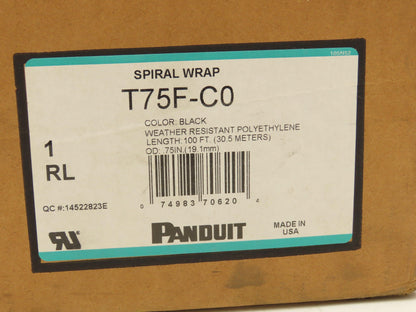 SPIRAL WRAP
T75F-C0
COLOR: BLACK
WEATHER RESISTANT POLYETHYLENE
LENGTH:100 FT. (30.5 METERS)
OD: .75IN.(19.1mm)
1
RL
QC #:14522823E
0 74983 70620 4
PANDUIT
MADE IN
USA